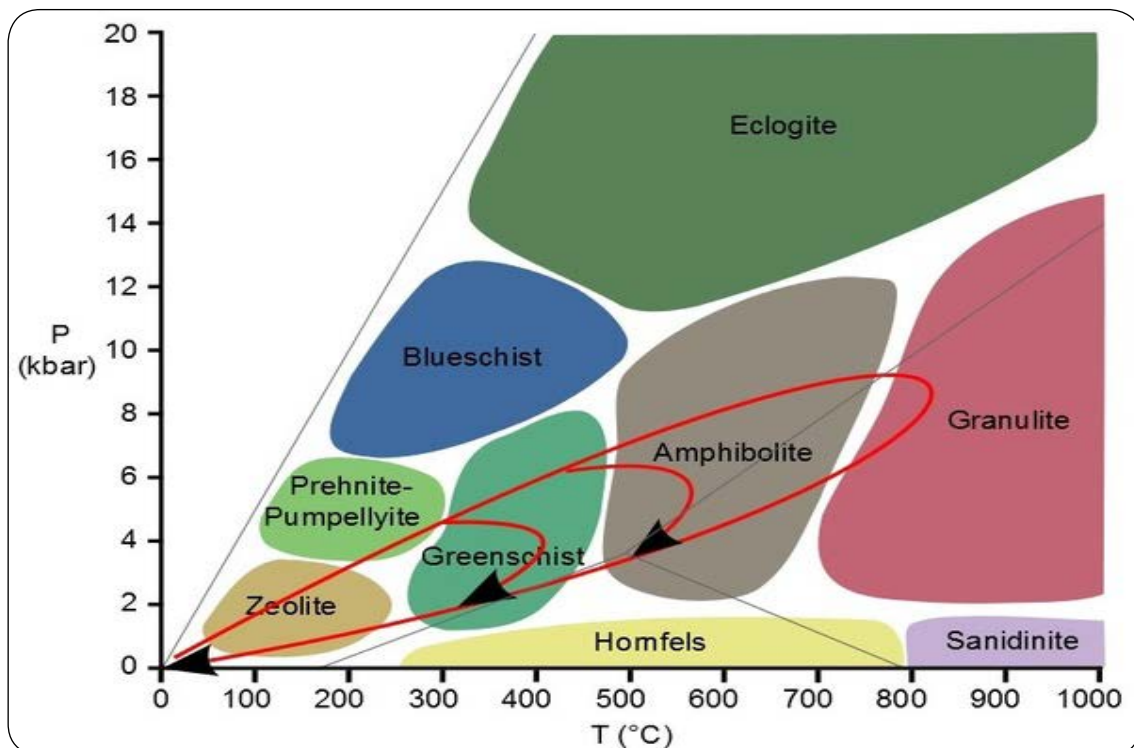 20
18
16
14
12
10
8
6
4
2
0
P
(kbar)
Eclogite
Blueschist
Granulite
Amphibolite
Prehnite-
Pumpellyite
Greenschist
Zeolite
Hornfels
Sanidinite
0 100 200 300 400 500 600 700 800 900 1000
T (°C)